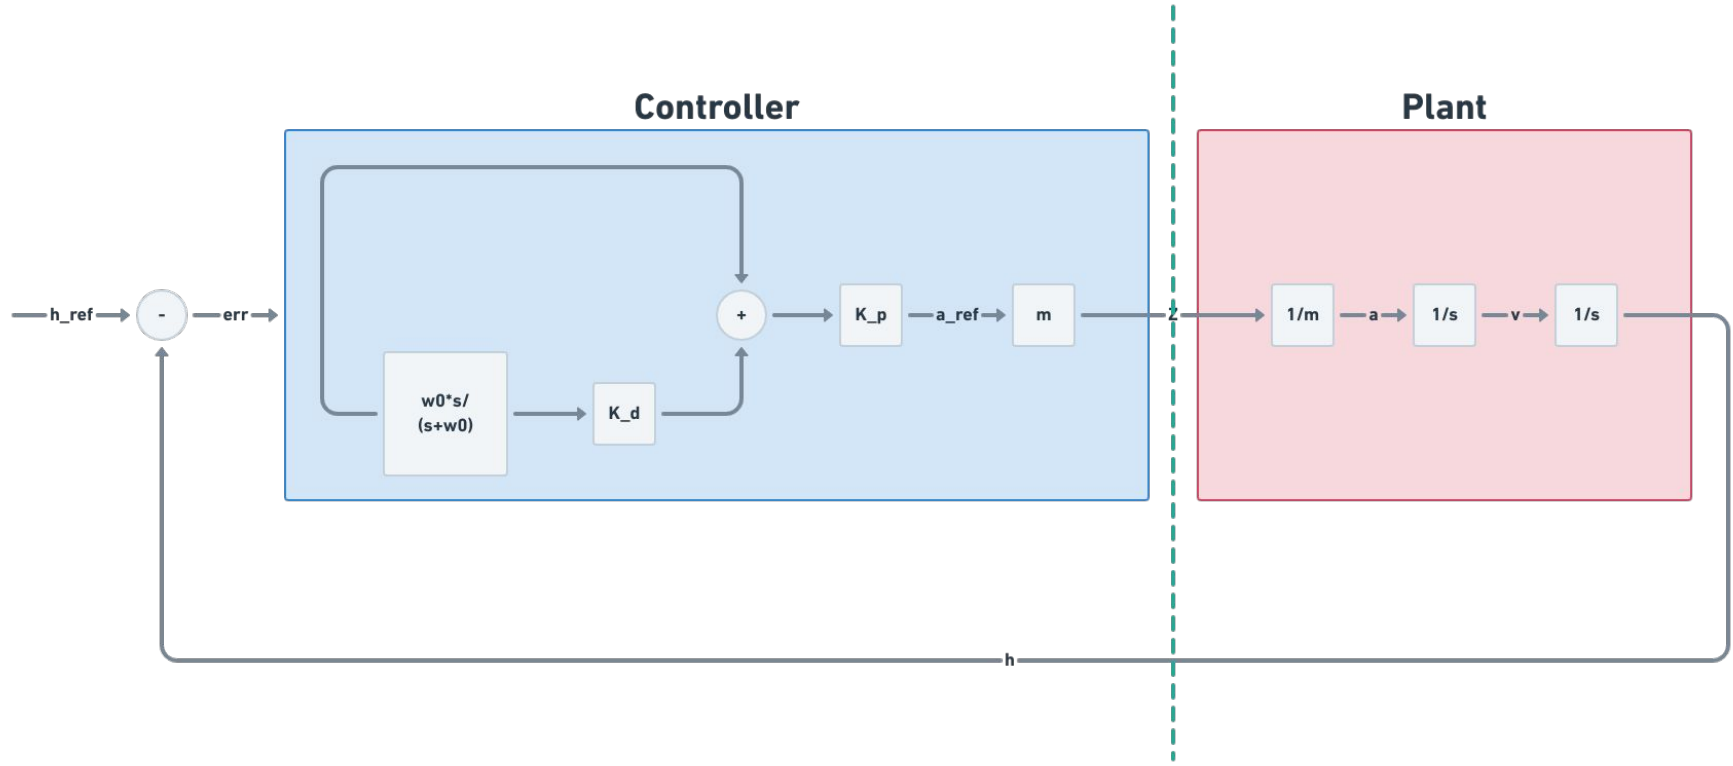 Controller
Plant
h_ref
-
err
+
K_p
a_ref
m
Z
1/m
a
1/s
v
1/s
w0*s/
(s+w0)
K_d
h